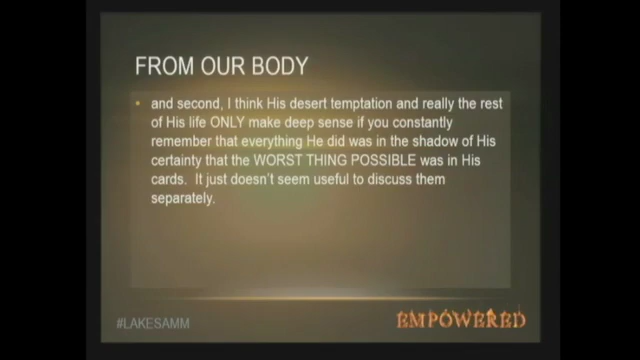 FROM OUR BODY
• and second, I think His desert temptation and really the rest
of His life ONLY make deep sense if you constantly
remember that everything He did was in the shadow of His
certainty that the WORST THING POSSIBLE was in His
cards. It just doesn't seem useful to discuss them
separately.
#LAKESAMM
EMPOWERED